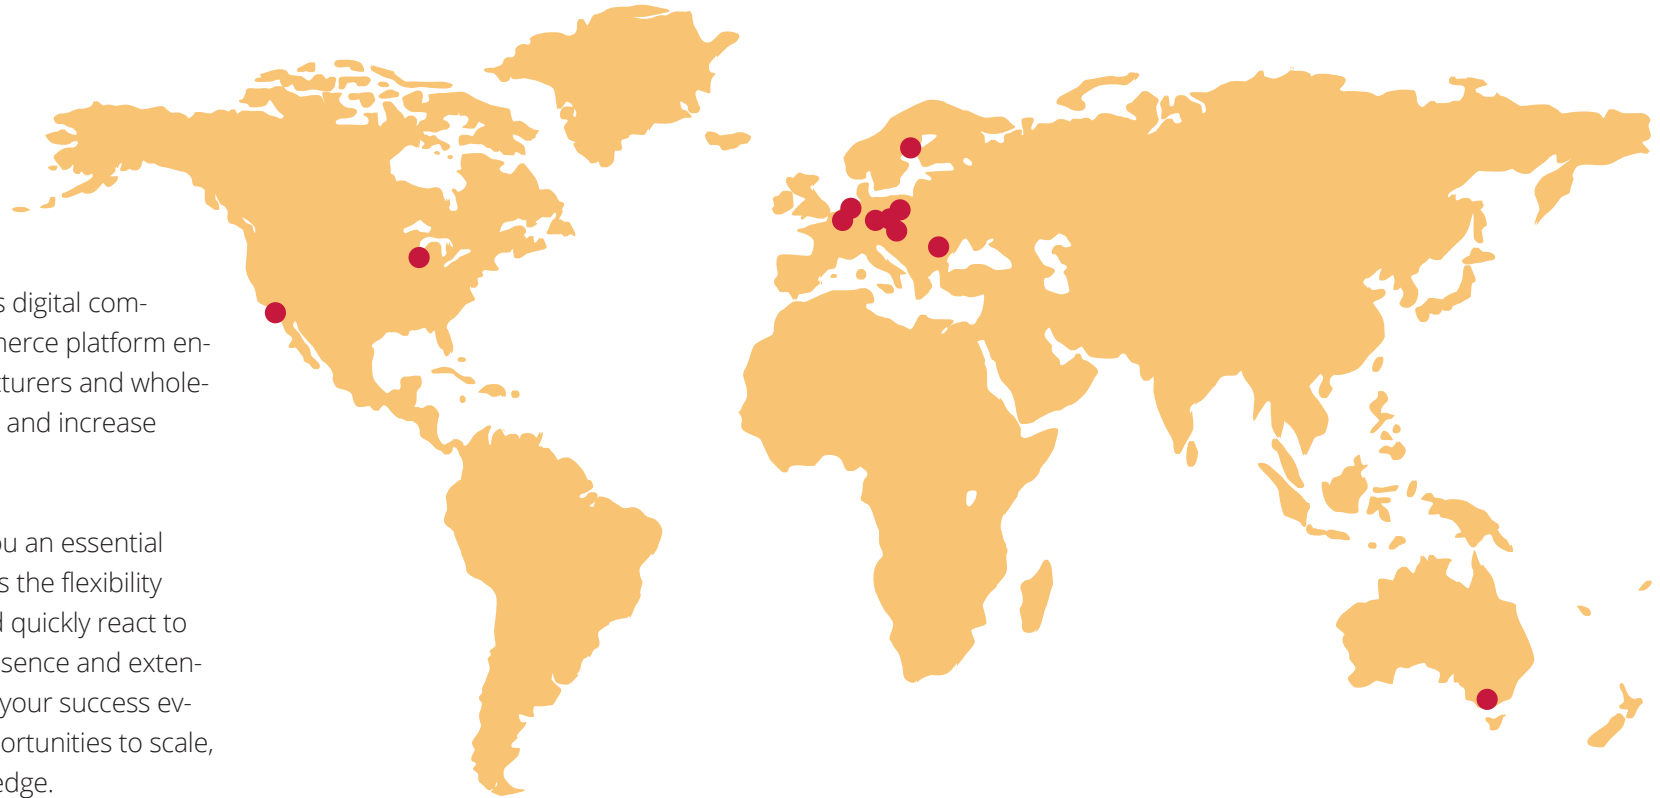 s digital com-
erce platform en-
turers and whole-
and increase
u an essential
s the flexibility
quickly react to
sence and exten-
your success ev-
ortunities to scale,
edge.